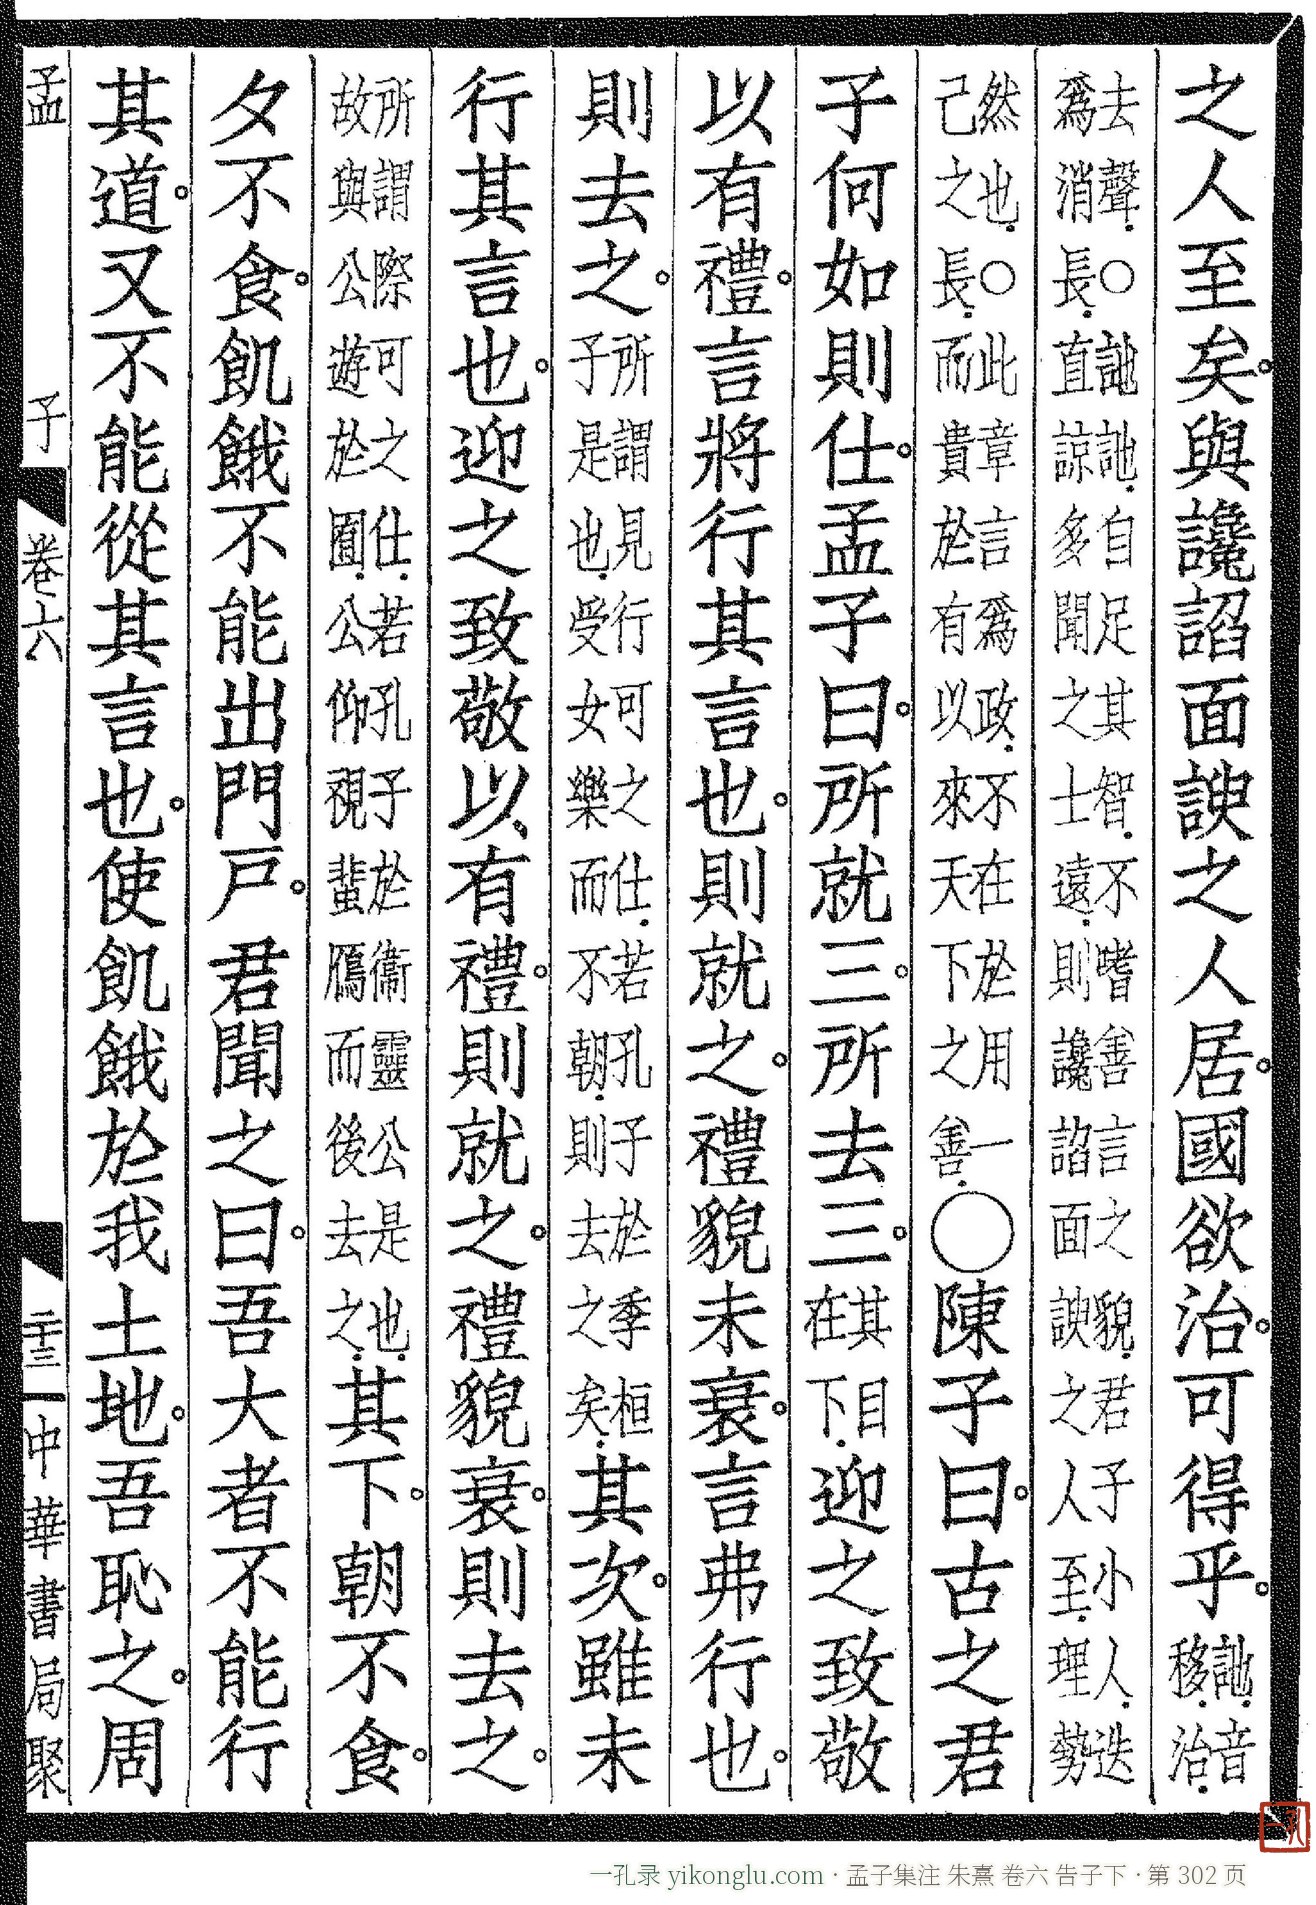 之人至矣。與讒諂面諛之人居。國欲治。可得乎。訑.音移.治.
去聲.○訑訑.自足其智.不嗜善言之貌.君子小人.迭爲消長.直諒多聞之士遠.則讒諂面諛之人至.理勢
然也.○此章言爲政.不在於用一己之長.而貴於有以來天下之善.○陳子曰。古之君
子何如則仕。孟子曰。所就三。所去三。其目在下.迎之致敬
以有禮。言將行其言也。則就之。禮貌未衰。言弗行也。
則去之。所謂見行可之仕.若孔子於季桓子是也.受女樂而不朝.則去之矣.其次。雖未
行其言也。迎之致敬以有禮。則就之。禮貌衰。則去之。
所謂際可之仕.若孔子於衞靈公是也.故與公遊於囿.公仰視蜚鴈而後去之.其下。朝不食。
夕不食。飢餓不能出門戶。君聞之曰。吾大者不能行
其道。又不能從其言也。使飢餓於我土地。吾恥之。周
孟子 卷六 二十三 中華書局聚
一孔录 yikonglu.com · 孟子集注 朱熹 卷六 告子下 · 第 302 页